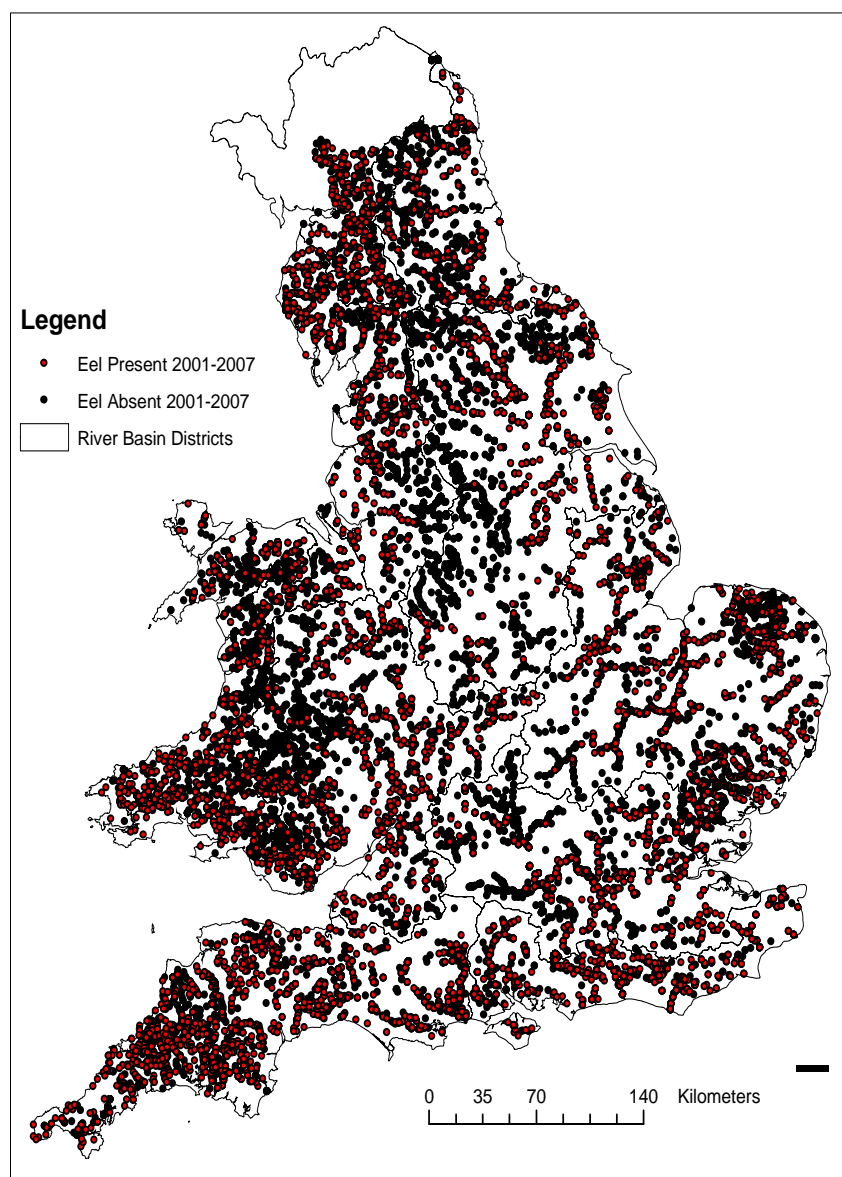 Legend
Eel Present 2001-2007
Eel Absent 2001-2007
River Basin Districts
0 35 70 140 Kilometers